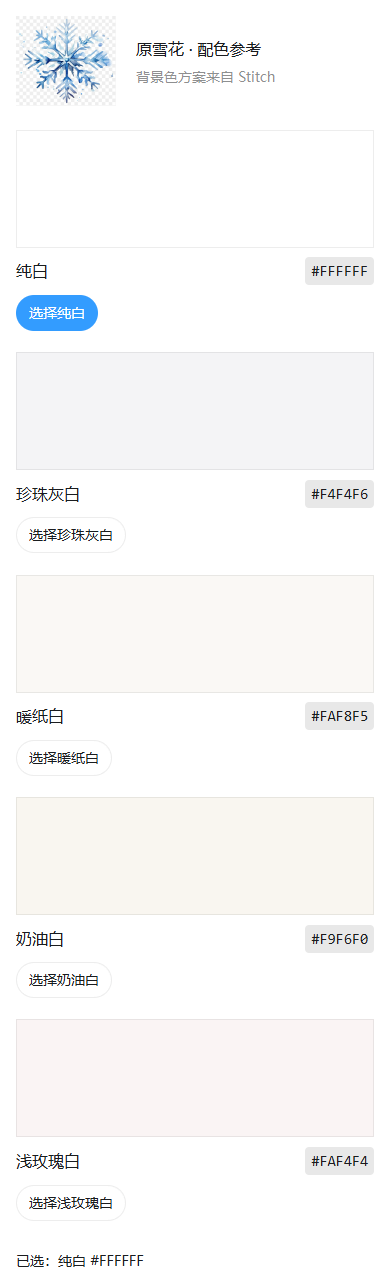 原雪花 · 配色参考
背景色方案来自 Stitch
纯白 #FFFFFF
选择纯白
珍珠灰白 #F4F4F6
选择珍珠灰白
暖纸白 #FAF8F5
选择暖纸白
奶油白 #F9F6F0
选择奶油白
浅玫瑰白 #FAF4F4
选择浅玫瑰白
已选：纯白 #FFFFFF